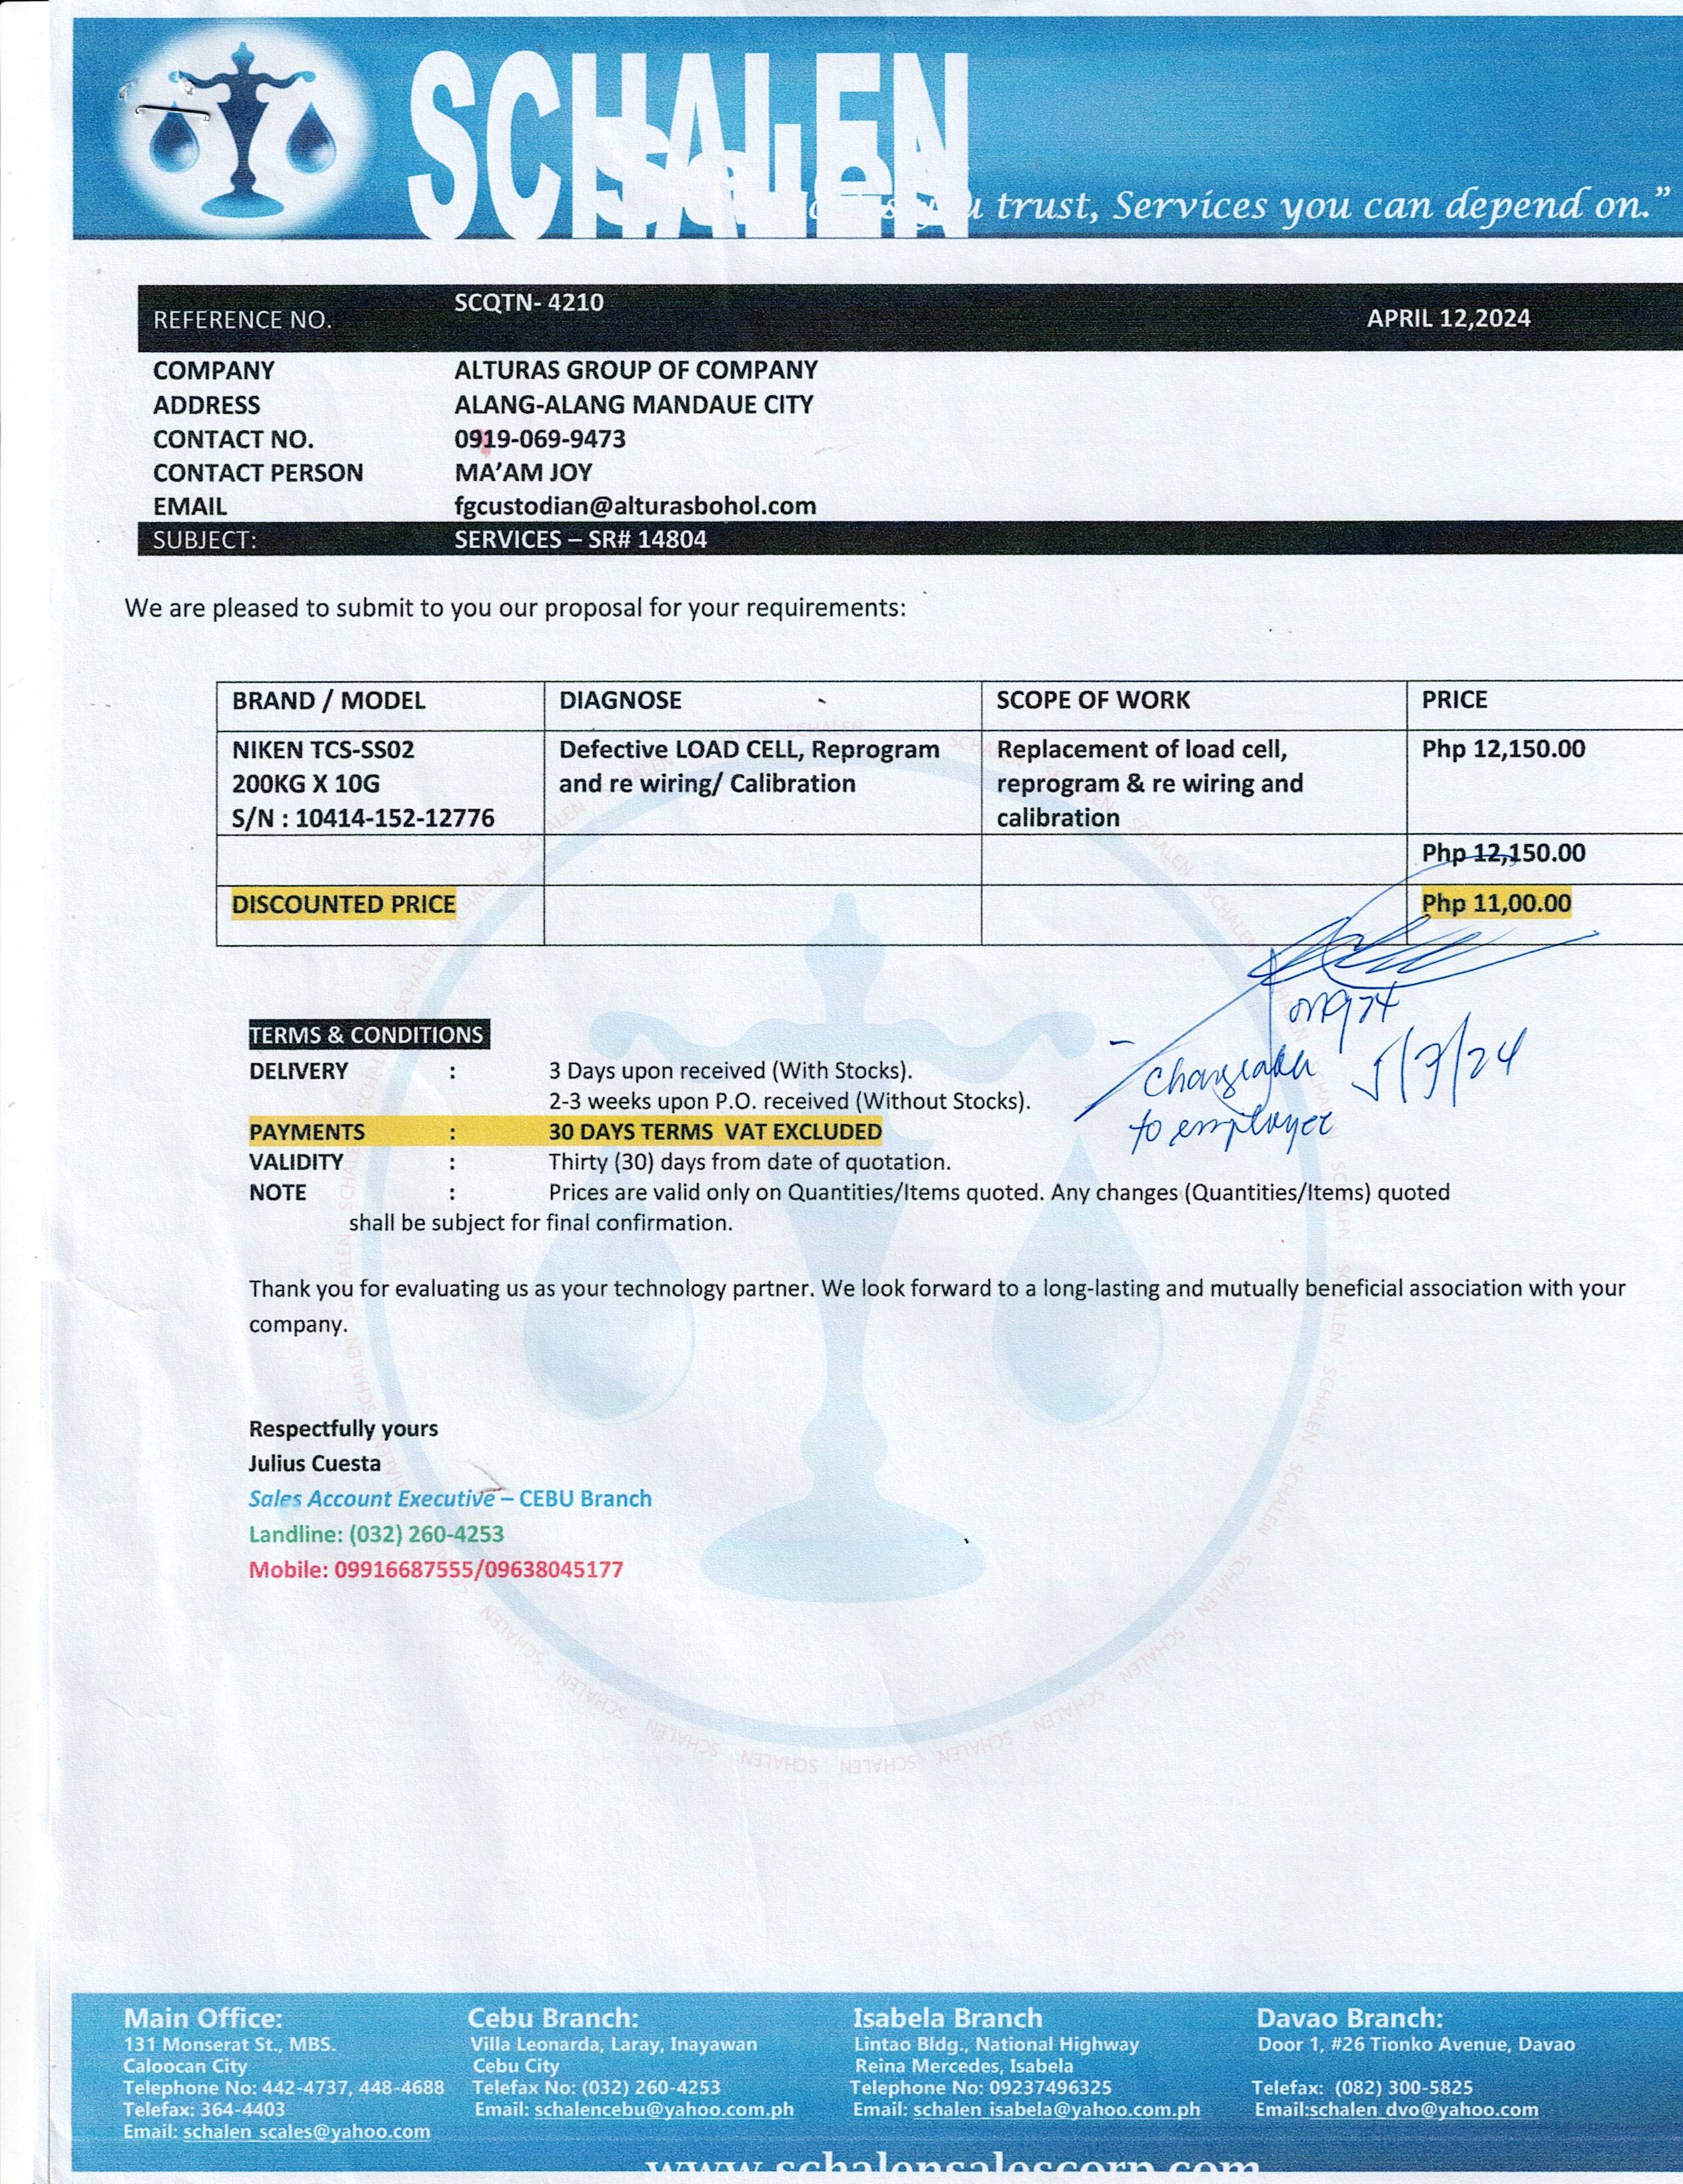 SCHALEN
Scales
u trust, Services you can depend on.”
REFERENCE NO. SCQTN- 4210 APRIL 12,2024
COMPANY ALTURAS GROUP OF COMPANY
ADDRESS ALANG-ALANG MANDAUE CITY
CONTACT NO. 0919-069-9473
CONTACT PERSON MA’AM JOY
EMAIL fgcustodian@alturasbohol.com
SUBJECT: SERVICES – SR# 14804
We are pleased to submit to you our proposal for your requirements:
BRAND / MODEL DIAGNOSE SCOPE OF WORK PRICE
NIKEN TCS-SS02 Defective LOAD CELL, Reprogram Replacement of load cell, Php 12,150.00
200KG X 10G and re wiring/ Calibration reprogram & re wiring and
S/N : 10414-152-12776 calibration
Php 12,150.00
DISCOUNTED PRICE Php 11,00.00
TERMS & CONDITIONS
DELIVERY : 3 Days upon received (With Stocks).
2-3 weeks upon P.O. received (Without Stocks).
PAYMENTS : 30 DAYS TERMS VAT EXCLUDED
VALIDITY : Thirty (30) days from date of quotation.
NOTE : Prices are valid only on Quantities/Items quoted. Any changes (Quantities/Items) quoted
shall be subject for final confirmation.
5/3/24
to employee
Thank you for evaluating us as your technology partner. We look forward to a long-lasting and mutually beneficial association with your
company.
Respectfully yours
Julius Cuesta
Sales Account Executive – CEBU Branch
Landline: (032) 260-4253
Mobile: 09916687555/09638045177
Main Office:
131 Monserat St., MBS.
Caloocan City
Telephone No: 442-4737, 448-4688
Telefax: 364-4403
Email: schalen_scales@yahoo.com
Cebu Branch:
Villa Leonarda, Laray, Inayawan
Cebu City
Telefax No: (032) 260-4253
Email: schalencebu@yahoo.com.ph
Isabela Branch
Lintao Bldg., National Highway
Reina Mercedes, Isabela
Telephone No: 09237496325
Email: schalen_isabela@yahoo.com.ph
Davao Branch:
Door 1, #26 Tionko Avenue, Davao
Telefax: (082) 300-5825
Email:schalen_dvo@yahoo.com
www.schalensalescorp.com